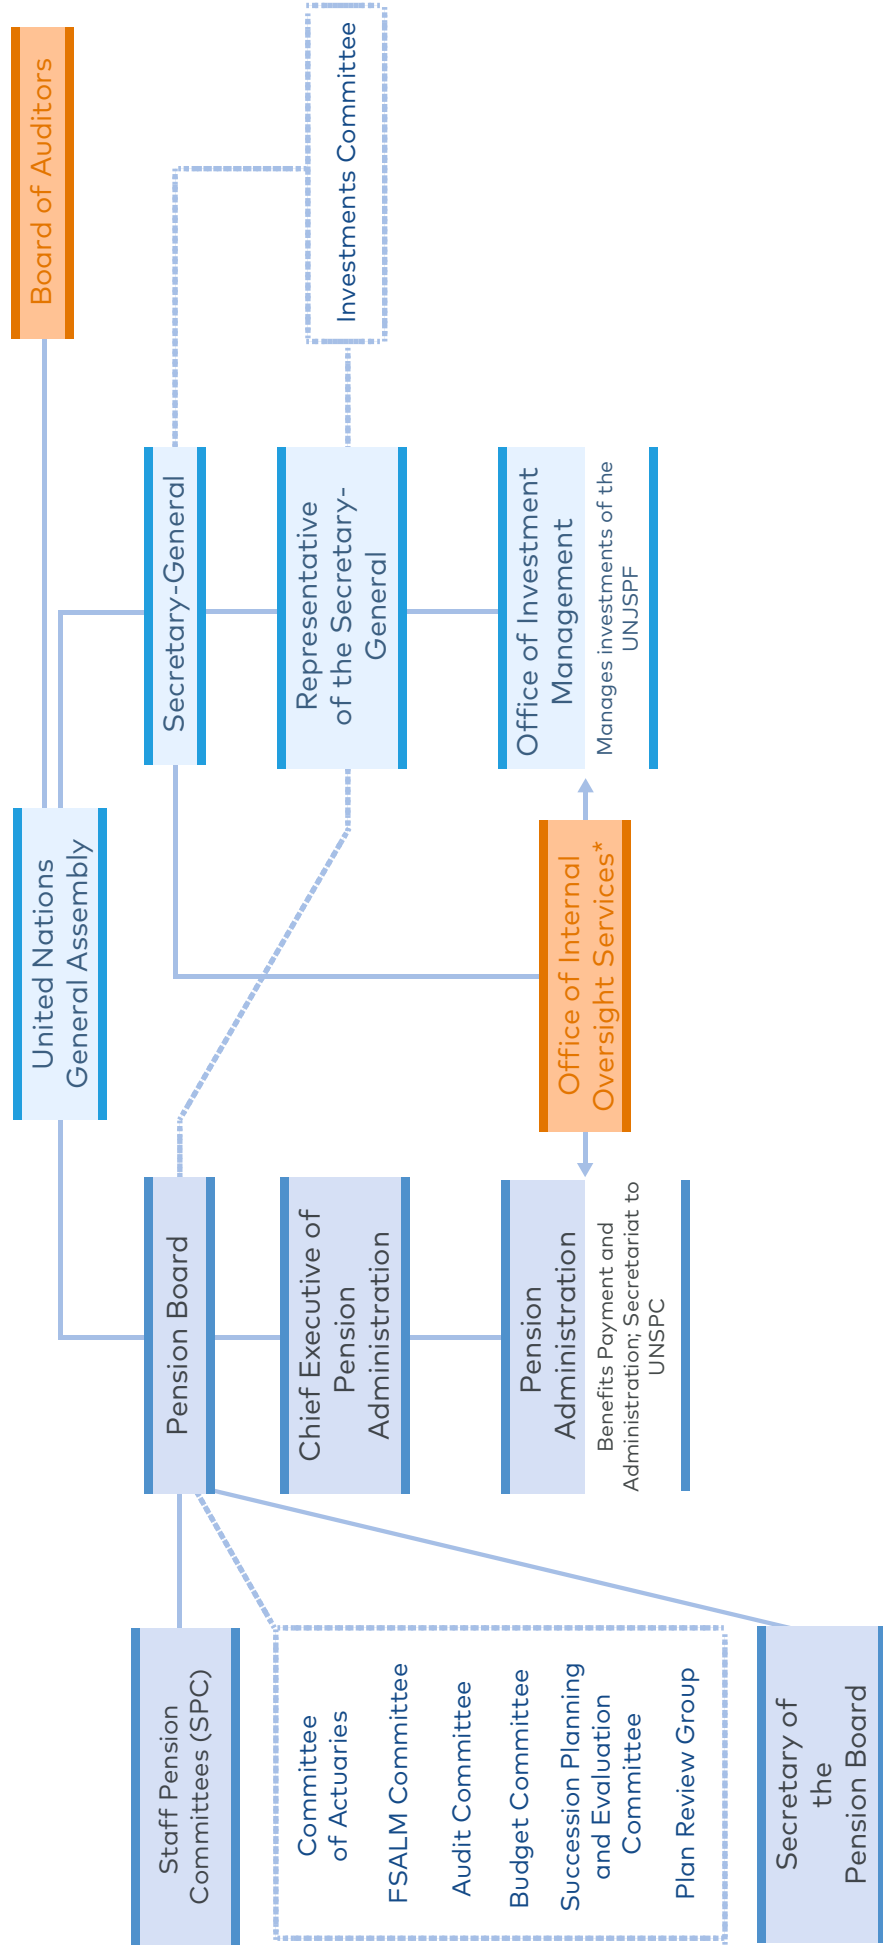 United Nations
General Assembly
Board of Auditors
Staff Pension
Committees (SPC)
Pension Board
Secretary-General
Committee
of Actuaries
FSALM Committee
Audit Committee
Budget Committee
Succession Planning
and Evaluation
Committee
Plan Review Group
Chief Executive of
Pension
Administration
Representative
of the Secretary-
General
Investments Committee
Pension
Administration
Benefits Payment and
Administration; Secretariat to
UNSPC
Office of Internal
Oversight Services*
Office of Investment
Management
Manages investments of the
UNJSPF
Secretary of
the
Pension Board